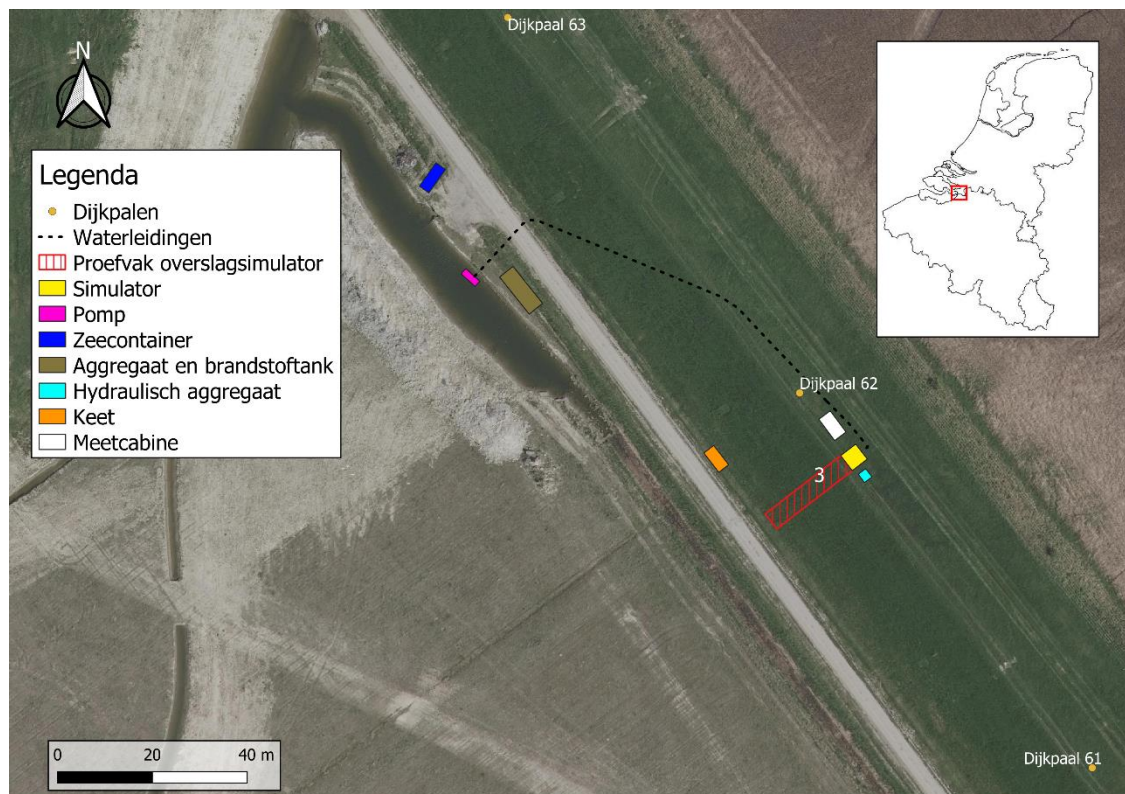 Dijkpaal 63
N
Legenda
Dijkpalen
Waterleidingen
Proefvak overslagsimulator
Simulator
Pomp
Zeecontainer
Aggregaat en brandstoftank
Hydraulisch aggregaat
Keet
Meetcabine
Dijkpaal 62
3
Dijkpaal 61
0 20 40 m